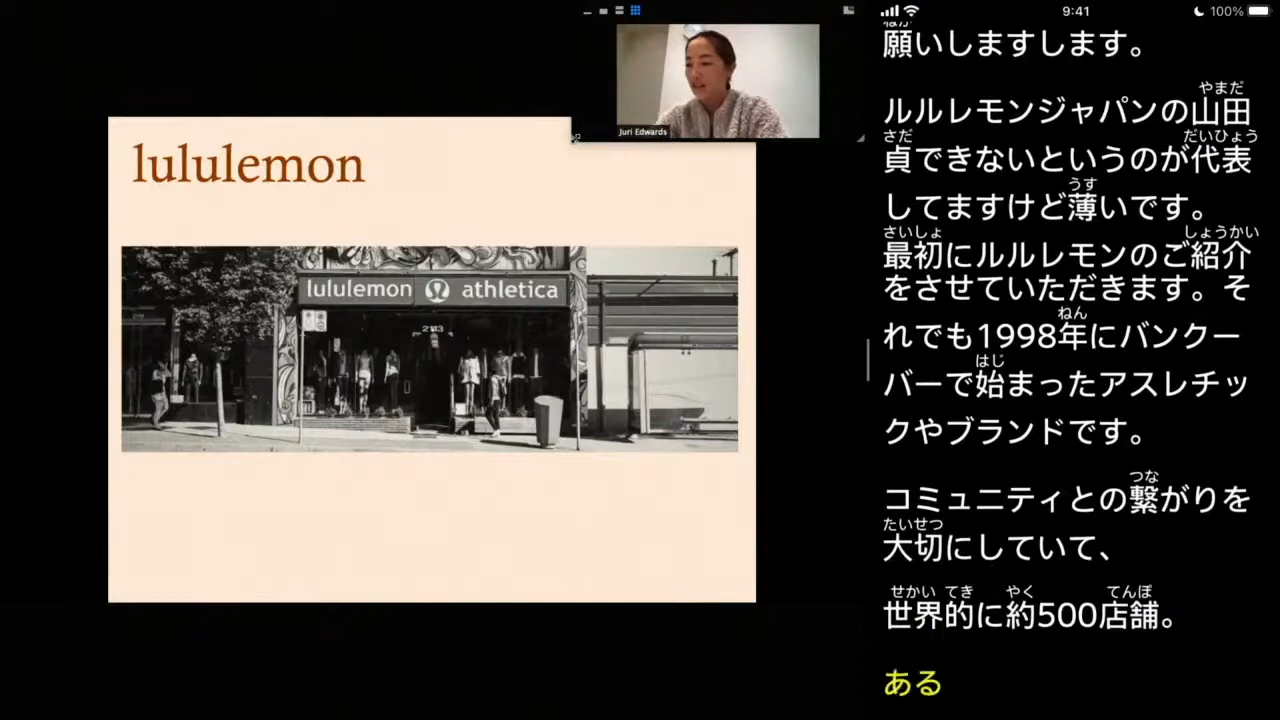 lululemon
lululemon athletica
2113
Juri Edwards
9:41
100%
ねが
願いしますします。
やまだ
ルルレモンジャパンの山田
さだ だいひょう
貞できないというのが代表
うす
してますけど薄いです。
さいしょ しょうかい
最初にルルレモンのご紹介
をさせていただきます。そ
ねん
れでも1998年にバンクー
はじ
バーで始まったアスレチッ
クやブランドです。
つな
コミュニティとの繋がりを
たいせつ
大切にしていて、
せかい てき やく てんぽ
世界的に約500店舗。
ある